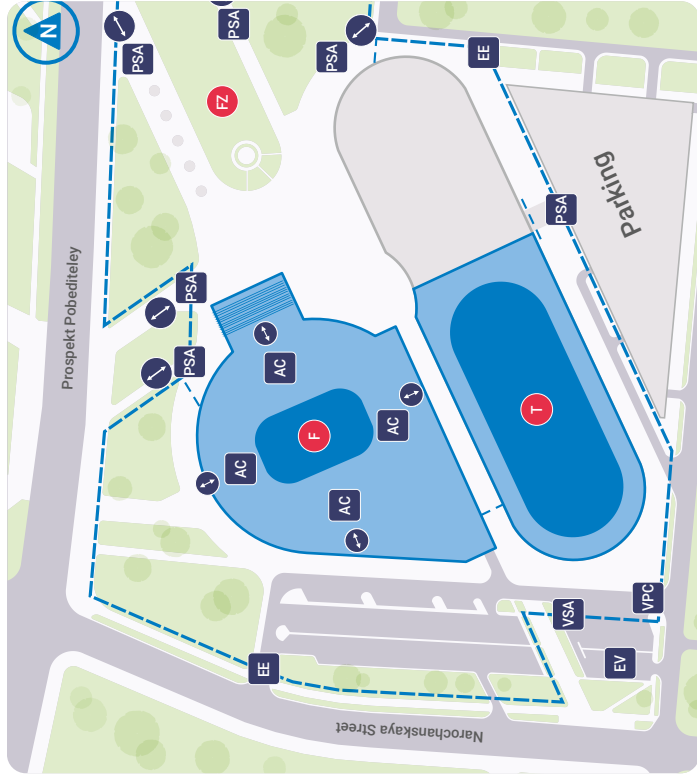 N
PSA
PSA
PSA
EE
FZ
PSA
Parking
Prospekt Pobediteley
PSA
PSA
AC
AC
AC
AC
F
T
EE
VSA
VPC
EV
Narochanskaya Street